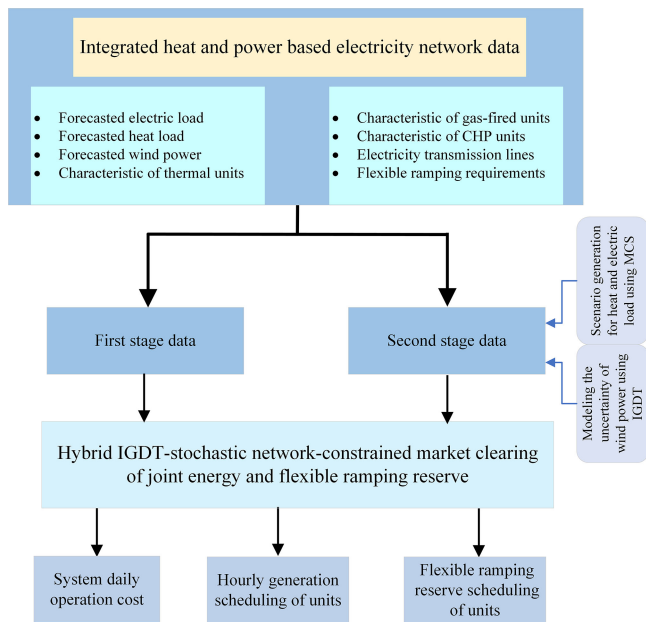 Integrated heat and power based electricity network data
• Forecasted electric load
• Forecasted heat load
• Forecasted wind power
• Characteristic of thermal units
• Characteristic of gas-fired units
• Characteristic of CHP units
• Electricity transmission lines
• Flexible ramping requirements
Scenario generation
for heat and electric
load using MCS
First stage data
Second stage data
Modeling the
uncertainty of
wind power using
IGDT
Hybrid IGDT-stochastic network-constrained market clearing
of joint energy and flexible ramping reserve
System daily
operation cost
Hourly generation
scheduling of units
Flexible ramping
reserve scheduling
of units